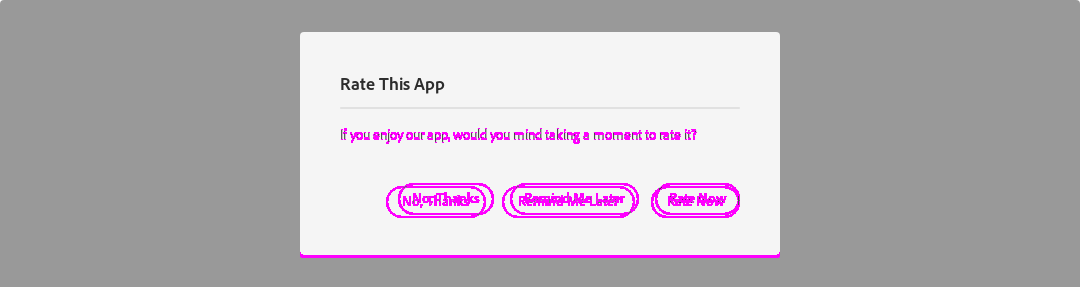 Rate This App
If you enjoy our app, would you mind taking a moment to rate it?
No, Thanks Remind Me Later Rate Now